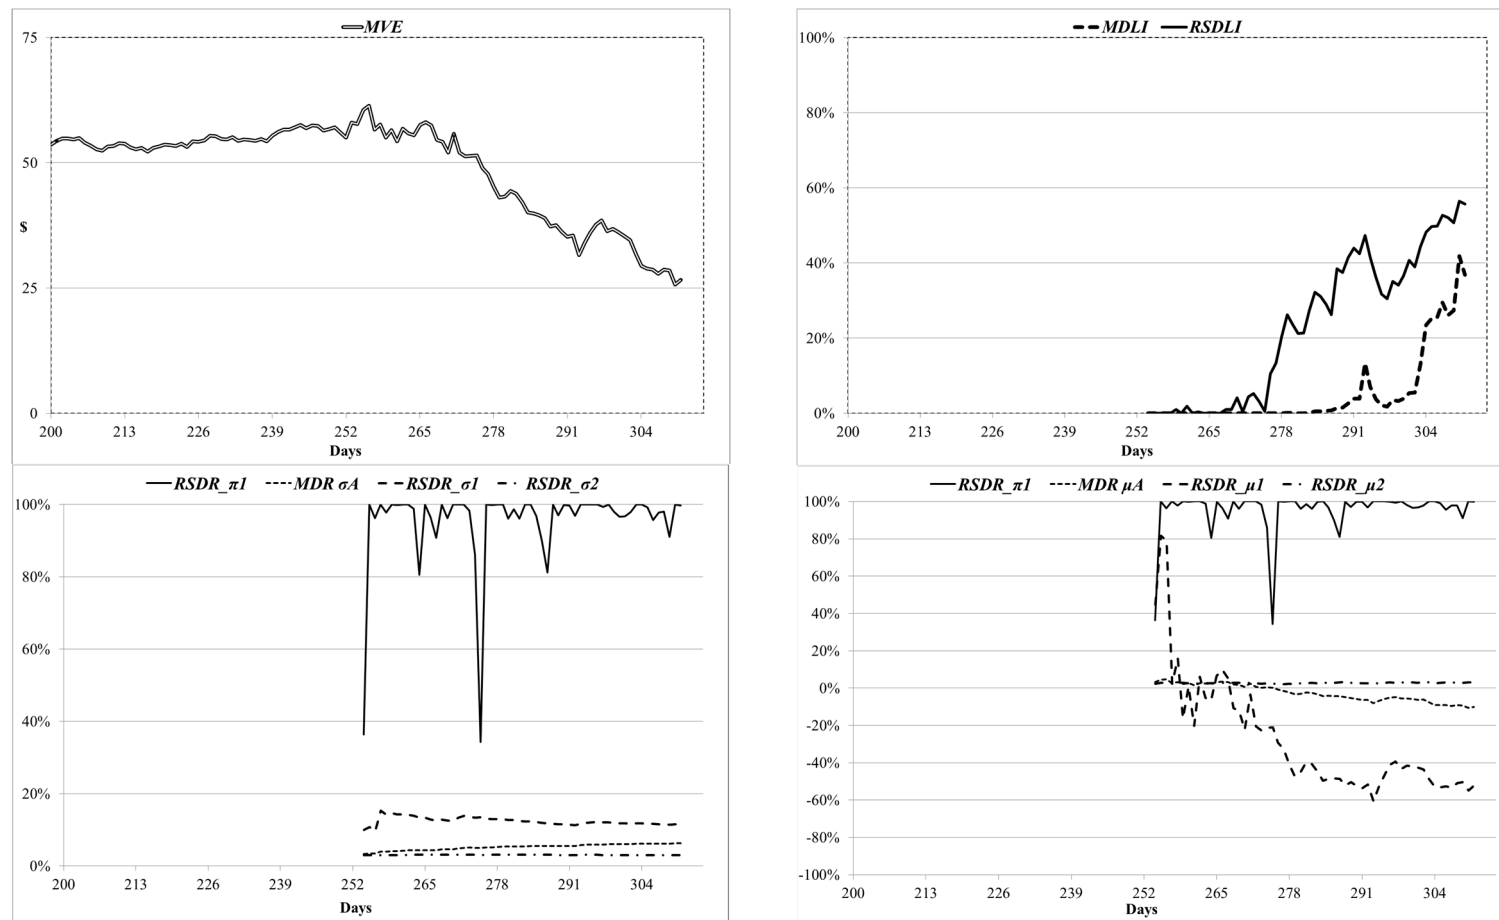 MVE
75
50
$
25
0
200 213 226 239 252 265 278 291 304
Days
MDLI RSDLI
100%
80%
60%
40%
20%
0%
200 213 226 239 252 265 278 291 304
Days
RSDR_π1 MDR σA RSDR_σ1 RSDR_σ2
100%
80%
60%
40%
20%
0%
200 213 226 239 252 265 278 291 304
Days
RSDR_π1 MDR μA RSDR_μ1 RSDR_μ2
100%
80%
60%
40%
20%
0%
-20%
-40%
-60%
-80%
-100%
200 213 226 239 252 265 278 291 304
Days